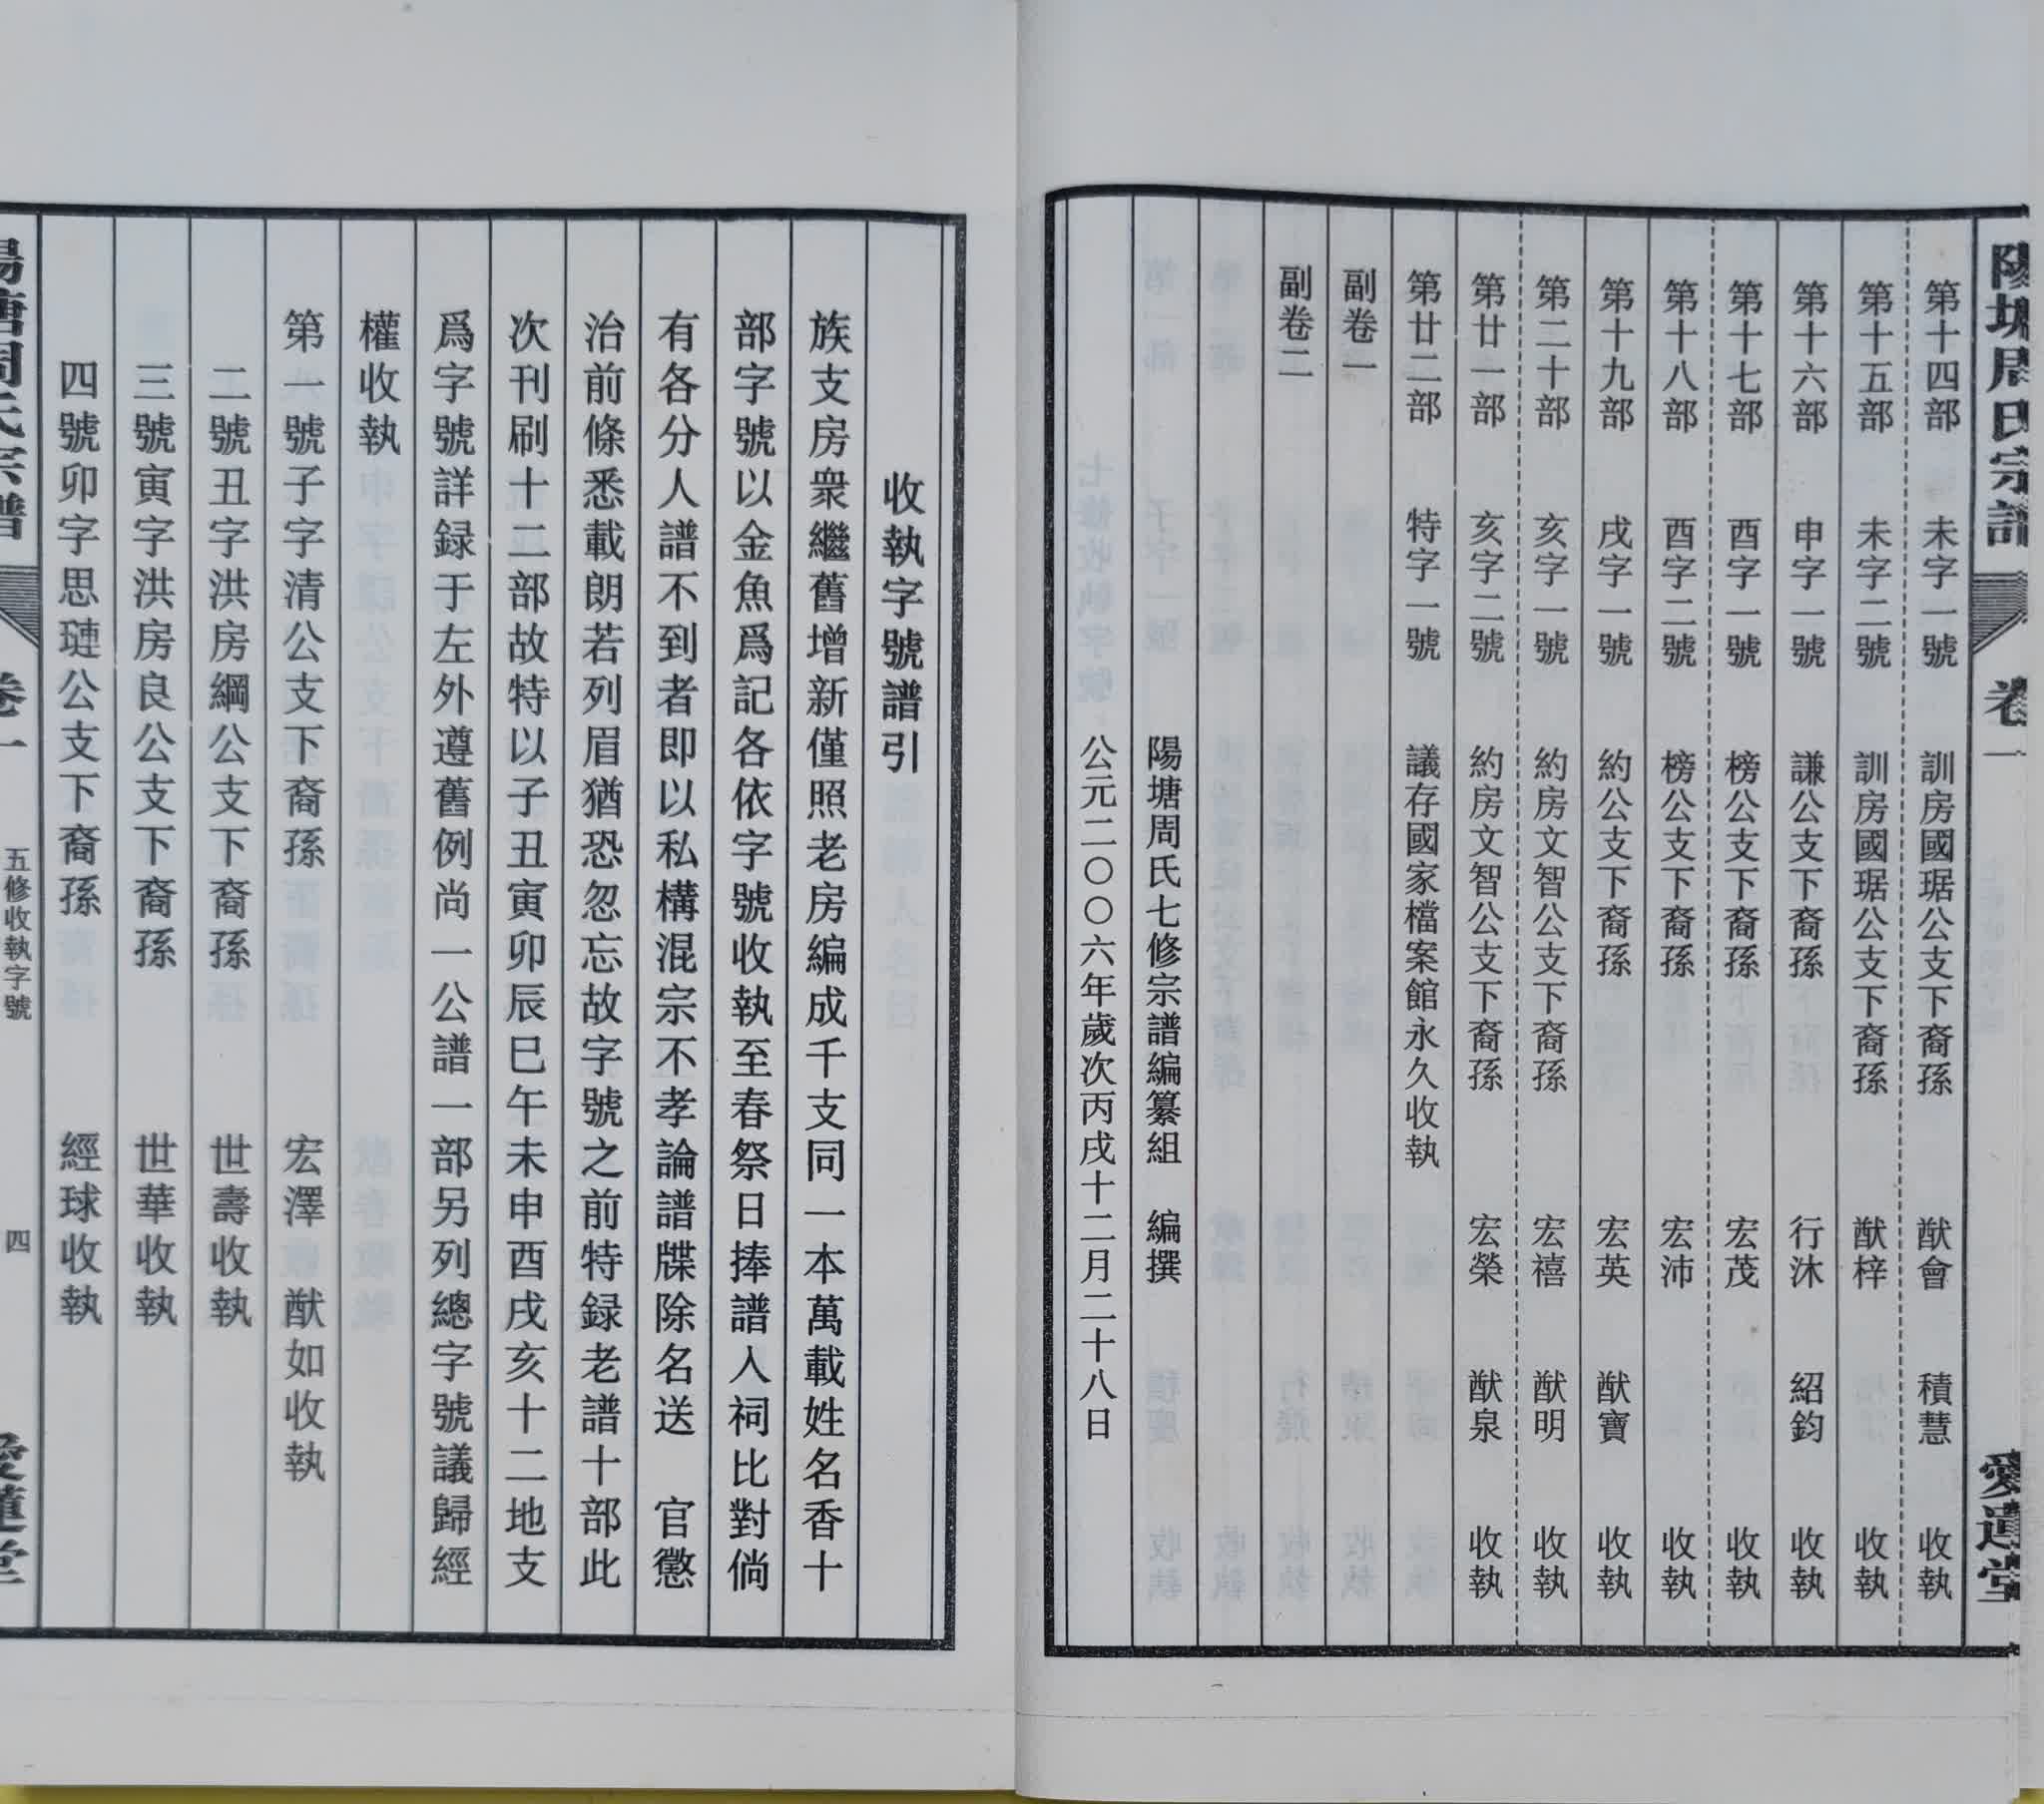 陽塘周氏宗譜 卷一 愛蓮堂
第十四部 未字一號 訓房國琚公支下裔孫 猷會 積慧 收執
第十五部 未字二號 訓房國琚公支下裔孫 猷梓 收執
第十六部 申字一號 謙公支下裔孫 行沐 紹鈞 收執
第十七部 酉字一號 榜公支下裔孫 宏茂 收執
第十八部 酉字二號 榜公支下裔孫 宏沛 收執
第十九部 戌字一號 約公支下裔孫 宏英 猷寶 收執
第二十部 亥字一號 約房文智公支下裔孫 宏禧 猷明 收執
第廿一部 亥字二號 約房文智公支下裔孫 宏榮 猷泉 收執
第廿二部 特字一號 議存國家檔案館永久收執
副卷一
副卷二
陽塘周氏七修宗譜編纂組 編撰
公元二〇〇六年歲次丙戌十二月二十八日
收執字號譜引
族支房衆繼舊增新僅照老房編成千支同一本萬載姓名香十
部字號以金魚爲記各依字號收執至春祭日捧譜入祠比對倘
有各分人譜不到者即以私構混宗不孝論譜牒除名送 官懲
治前條悉載朗若列眉猶恐忽忘故字號之前特録老譜十部此
次刊刷十二部故特以子丑寅卯辰巳午未申酉戌亥十二地支
爲字號詳録于左外遵舊例尚一公譜一部另列總字號議歸經
權收執
第一號子字清公支下裔孫 宏澤 猷如收執
二號丑字洪房綱公支下裔孫 世壽收執
三號寅字洪房良公支下裔孫 世華收執
四號卯字思璉公支下裔孫 經球收執
陽塘周氏宗譜 卷一 五修收執字號 四 愛蓮堂